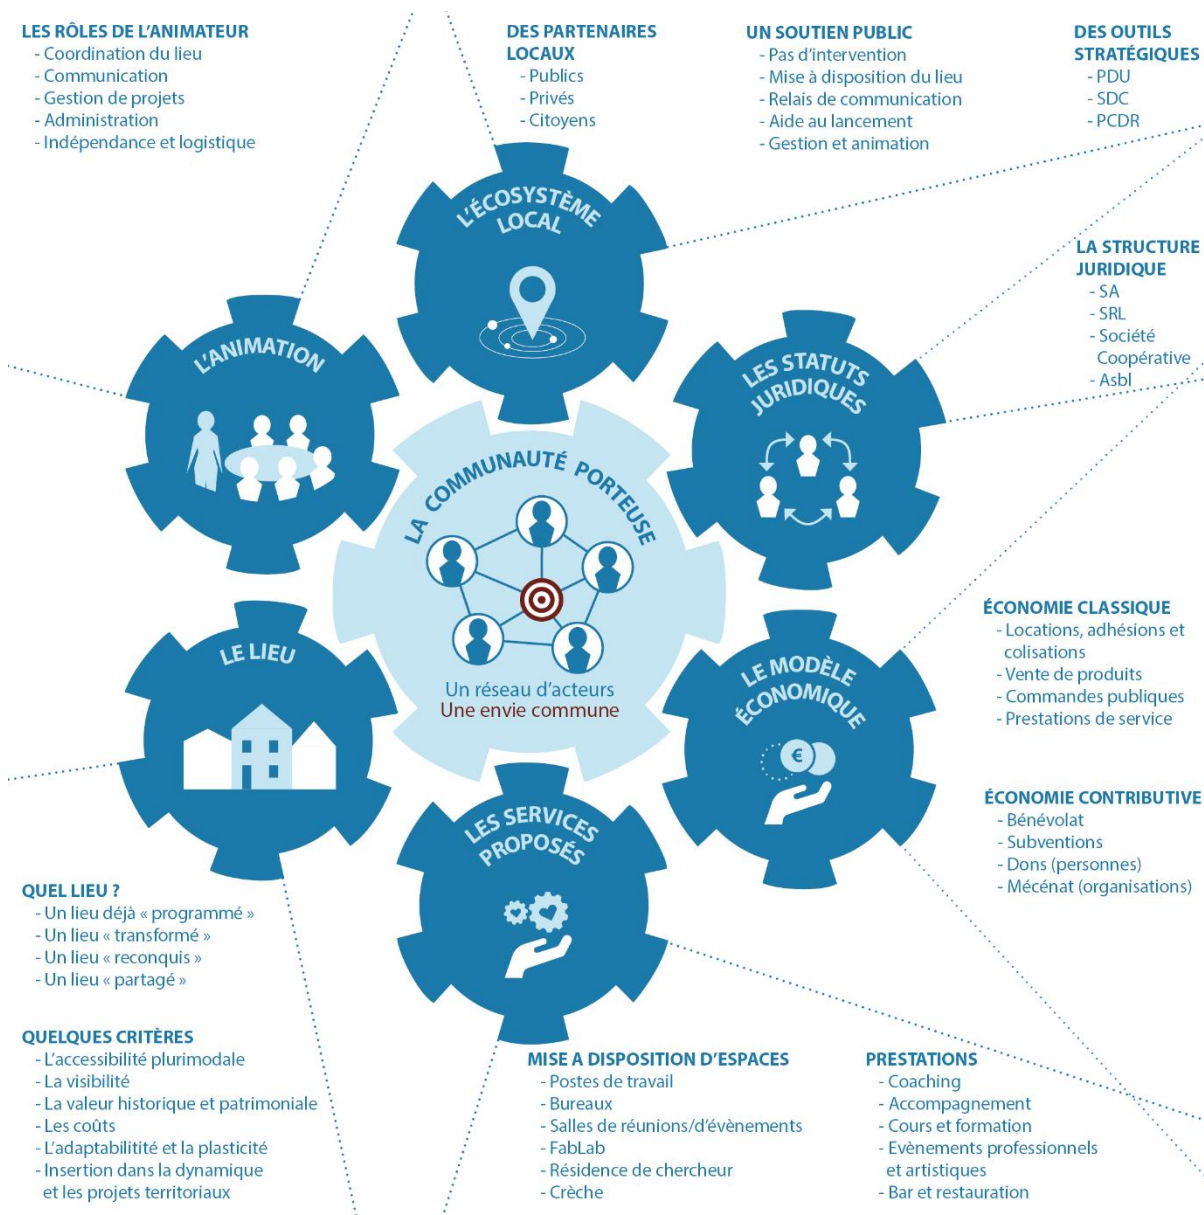 LES RÔLES DE L'ANIMATEUR
- Coordination du lieu
- Communication
- Gestion de projets
- Administration
- Indépendance et logistique
DES PARTENAIRES
LOCAUX
- Publics
- Privés
- Citoyens
UN SOUTIEN PUBLIC
- Pas d'intervention
- Mise à disposition du lieu
- Relais de communication
- Aide au lancement
- Gestion et animation
DES OUTILS
STRATÉGIQUES
- PDU
- SDC
- PCDR
L'ÉCOSYSTÈME
LOCAL
LA STRUCTURE
JURIDIQUE
- SA
- SRL
- Société
Coopérative
- Asbl
L'ANIMATION
LES STATUTS
JURIDIQUES
LA COMMUNAUTÉ PORTEUSE
Un réseau d'acteurs
Une envie commune
LE LIEU
LE MODÈLE
ÉCONOMIQUE
€
ÉCONOMIE CLASSIQUE
- Locations, adhésions et
colisations
- Vente de produits
- Commandes publiques
- Prestations de service
ÉCONOMIE CONTRIBUTIVE
- Bénévolat
- Subventions
- Dons (personnes)
- Mécénat (organisations)
LES SERVICES
PROPOSÉS
QUEL LIEU ?
- Un lieu déjà « programmé »
- Un lieu « transformé »
- Un lieu « reconquis »
- Un lieu « partagé »
QUELQUES CRITÈRES
- L'accessibilité plurimodale
- La visibilité
- La valeur historique et patrimoniale
- Les coûts
- L'adaptabilitité et la plasticité
- Insertion dans la dynamique
et les projets territoriaux
MISE A DISPOSITION D'ESPACES
- Postes de travail
- Bureaux
- Salles de réunions/d'évènements
- FabLab
- Résidence de chercheur
- Crèche
PRESTATIONS
- Coaching
- Accompagnement
- Cours et formation
- Evènements professionnels
et artistiques
- Bar et restauration